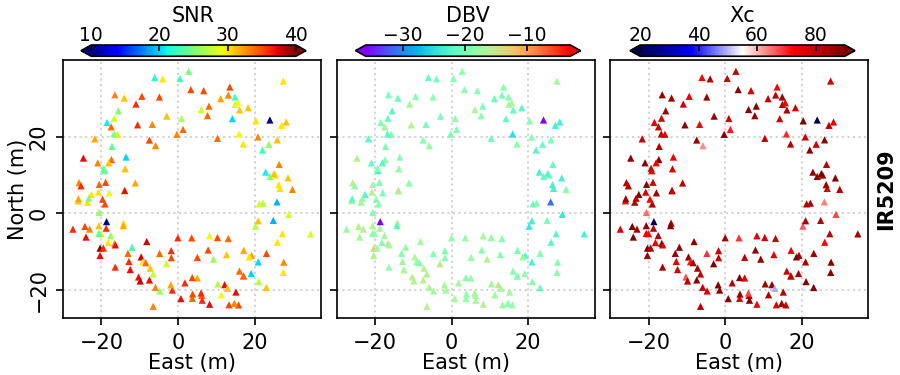 SNR DBV Xc
10 20 30 40 −30 −20 −10 20 40 60 80
North (m)
20
0
−20
IR5209
−20 0 20 −20 0 20 −20 0 20
East (m) East (m) East (m)